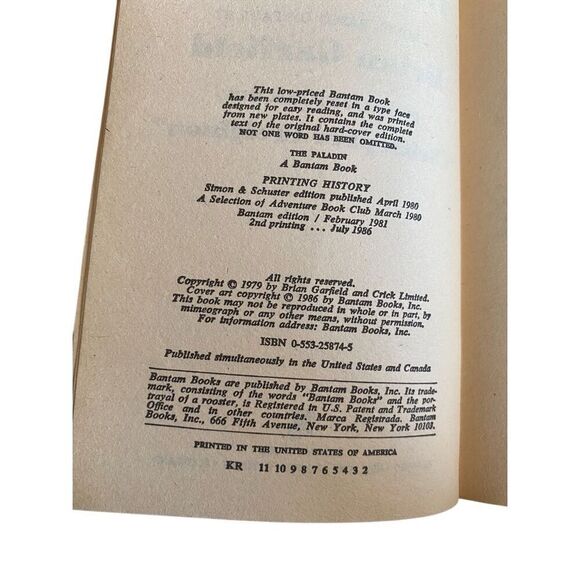 This low-priced Bantam Book
has been completely reset in a type face
designed for easy reading, and was printed
from new plates. It contains the complete
text of the original hard-cover edition.
NOT ONE WORD HAS BEEN OMITTED.
THE PALADIN
A Bantam Book
PRINTING HISTORY
Simon & Schuster edition published April 1980
A Selection of Adventure Book Club March 1980
Bantam edition / February 1981
2nd printing ... July 1986
All rights reserved.
Copyright © 1979 by Brian Garfield and Crick Limited.
Cover art copyright © 1986 by Bantam Books, Inc.
This book may not be reproduced in whole or in part, by
mimeograph or any other means, without permission.
For information address: Bantam Books, Inc.
ISBN 0-553-25874-5
Published simultaneously in the United States and Canada
Bantam Books are published by Bantam Books, Inc. Its trade-
mark, consisting of the words "Bantam Books" and the por-
trayal of a rooster, is Registered in U.S. Patent and Trademark
Office and in other countries. Marca Registrada. Bantam
Books, Inc., 666 Fifth Avenue, New York, New York 10103.
PRINTED IN THE UNITED STATES OF AMERICA
KR 11 10 9 8 7 6 5 4 3 2